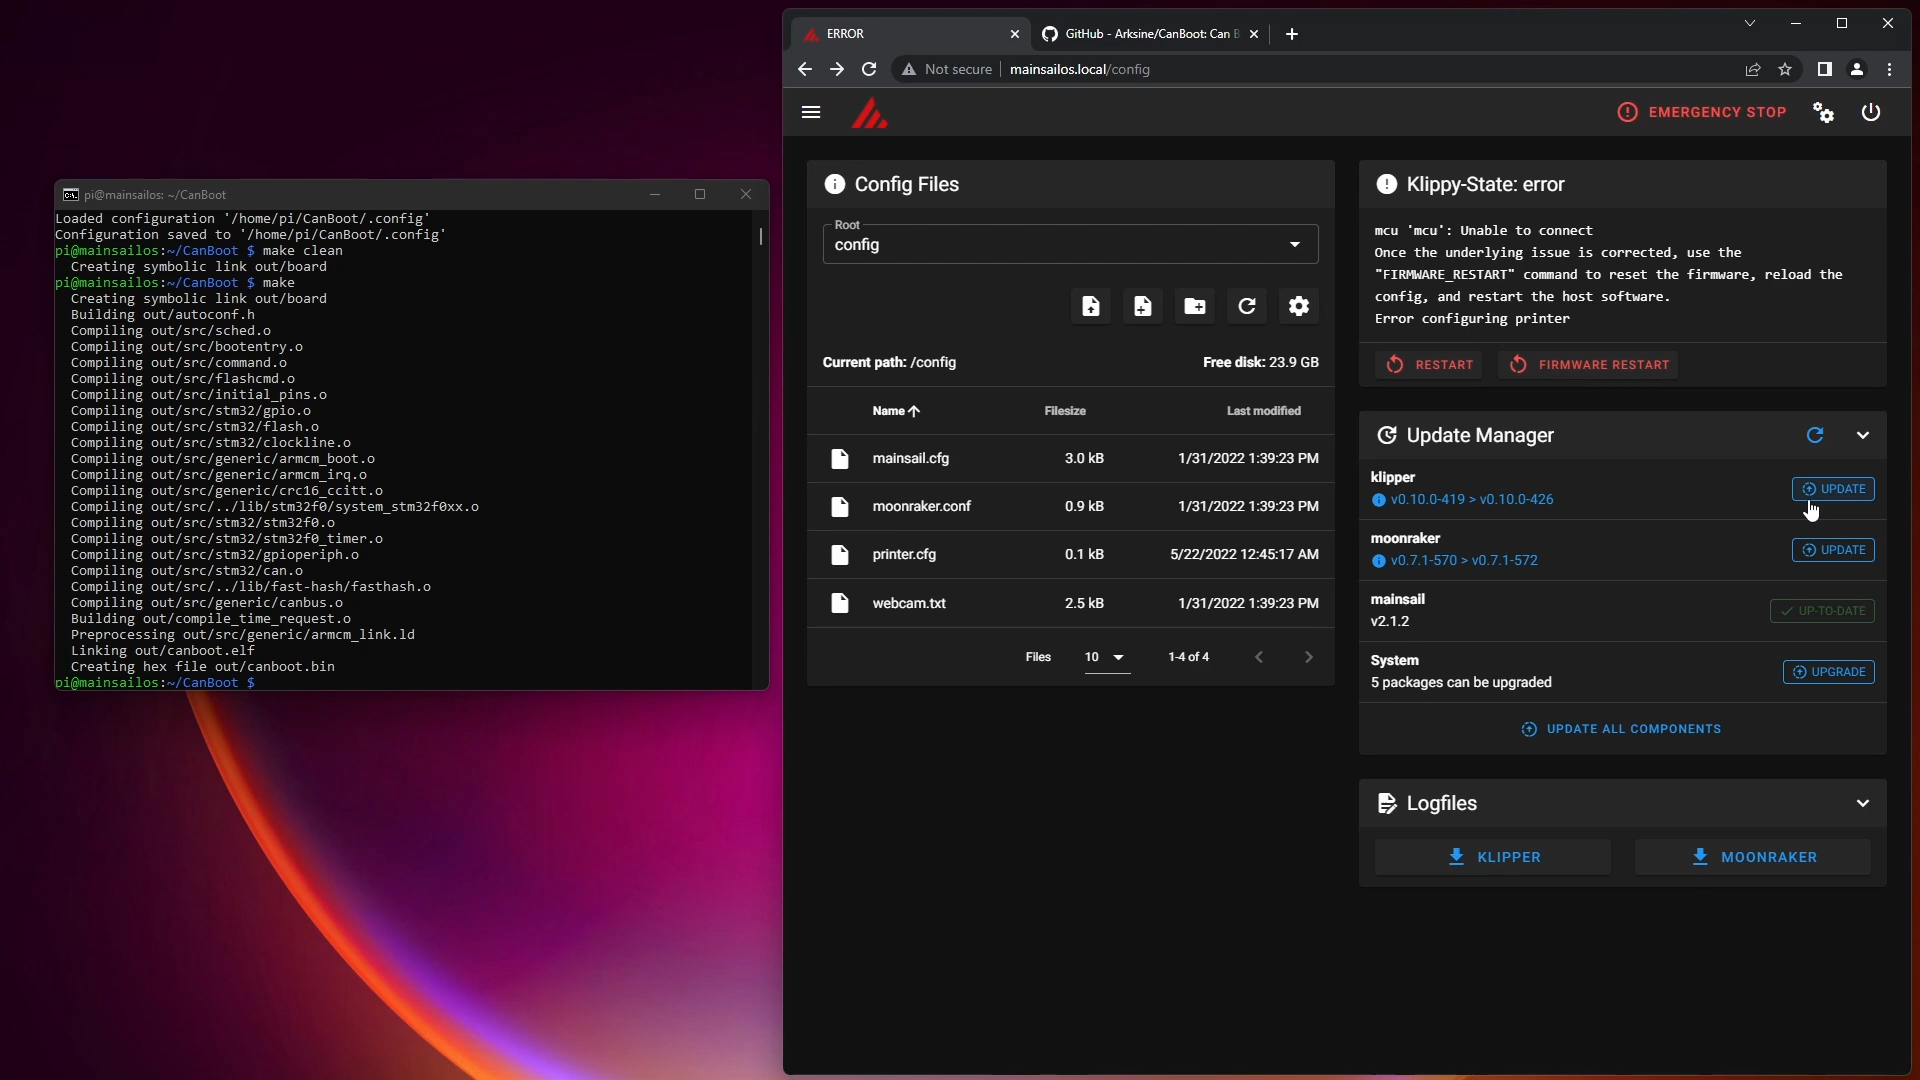 pi@mainsailos: ~/CanBoot
Loaded configuration '/home/pi/CanBoot/.config'
Configuration saved to '/home/pi/CanBoot/.config'
pi@mainsailos:~/CanBoot $ make clean
Creating symbolic link out/board
pi@mainsailos:~/CanBoot $ make
Creating symbolic link out/board
Building out/autoconf.h
Compiling out/src/sched.o
Compiling out/src/bootentry.o
Compiling out/src/command.o
Compiling out/src/flashcmd.o
Compiling out/src/initial_pins.o
Compiling out/src/stm32/gpio.o
Compiling out/src/stm32/flash.o
Compiling out/src/stm32/clockline.o
Compiling out/src/generic/armcm_boot.o
Compiling out/src/generic/armcm_irq.o
Compiling out/src/generic/crc16_ccitt.o
Compiling out/src/../lib/stm32f0/system_stm32f0xx.o
Compiling out/src/stm32/stm32f0.o
Compiling out/src/stm32/stm32f0_timer.o
Compiling out/src/stm32/gpioperiph.o
Compiling out/src/stm32/can.o
Compiling out/src/../lib/fast-hash/fasthash.o
Compiling out/src/generic/canbus.o
Building out/compile_time_request.o
Preprocessing out/src/generic/armcm_link.ld
Linking out/canboot.elf
Creating hex file out/canboot.bin
pi@mainsailos:~/CanBoot $
ERROR
GitHub - Arksine/CanBoot: Can B
Not secure
mainsailos.local/config
EMERGENCY STOP
Config Files
Root
config
Current path: /config
Free disk: 23.9 GB
Name Filesize Last modified
mainsail.cfg 3.0 kB 1/31/2022 1:39:23 PM
moonraker.conf 0.9 kB 1/31/2022 1:39:23 PM
printer.cfg 0.1 kB 5/22/2022 12:45:17 AM
webcam.txt 2.5 kB 1/31/2022 1:39:23 PM
Files 10 1-4 of 4
Klippy-State: error
mcu 'mcu': Unable to connect
Once the underlying issue is corrected, use the
"FIRMWARE_RESTART" command to reset the firmware, reload the
config, and restart the host software.
Error configuring printer
RESTART
FIRMWARE RESTART
Update Manager
klipper
v0.10.0-419 > v0.10.0-426
UPDATE
moonraker
v0.7.1-570 > v0.7.1-572
UPDATE
mainsail
v2.1.2
UP-TO-DATE
System
5 packages can be upgraded
UPGRADE
UPDATE ALL COMPONENTS
Logfiles
KLIPPER
MOONRAKER